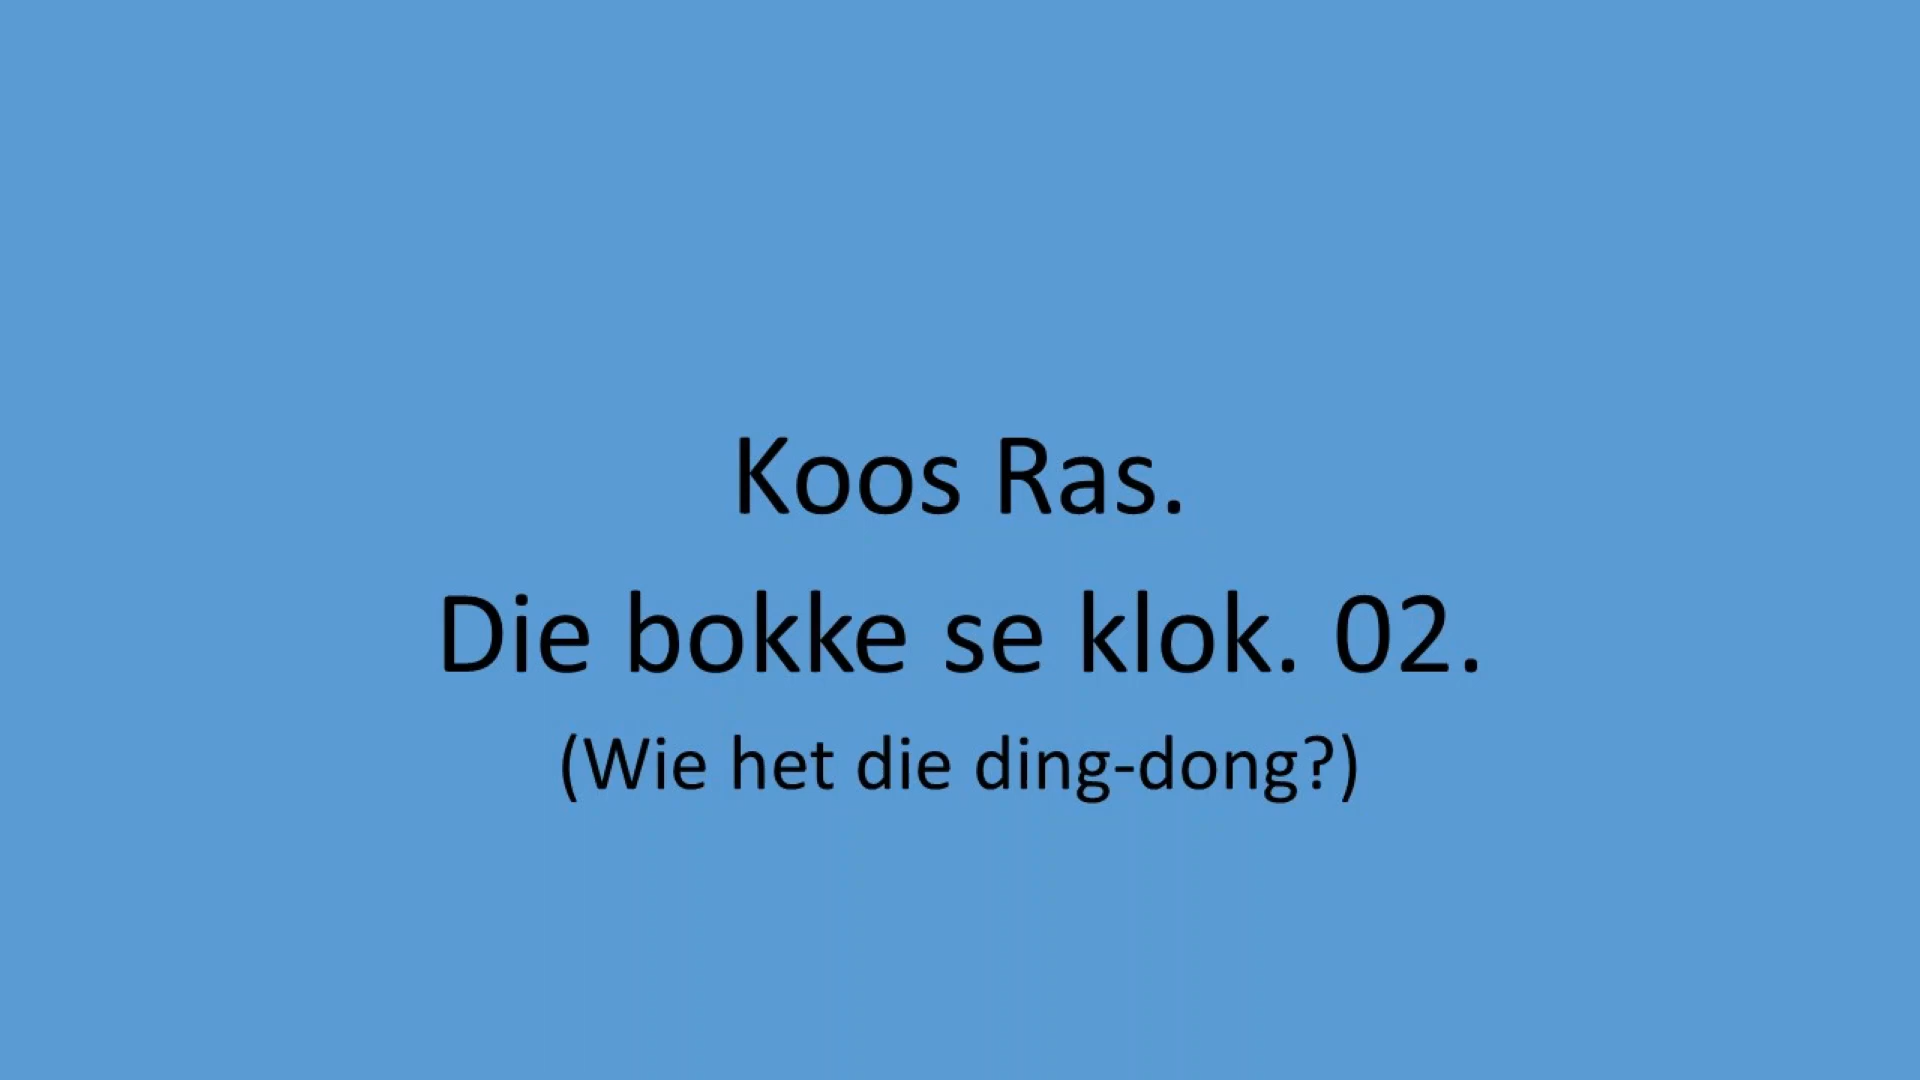 Koos Ras.
Die bokke se klok. 02.
(Wie het die ding-dong?)